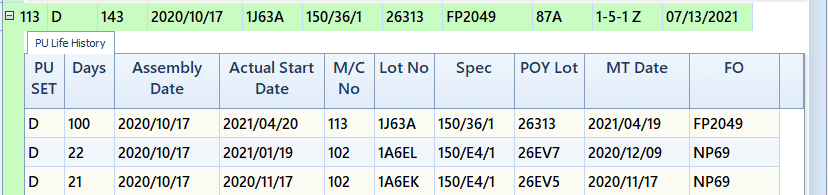 113 D 143 2020/10/17 1J63A 150/36/1 26313 FP2049 87A 1-5-1 Z 07/13/2021
PU Life History
PU SET Days Assembly Date Actual Start Date M/C No Lot No Spec POY Lot MT Date FO
D 100 2020/10/17 2021/04/20 113 1J63A 150/36/1 26313 2021/04/19 FP2049
D 22 2020/10/17 2021/01/19 102 1A6EL 150/E4/1 26EV7 2020/12/09 NP69
D 21 2020/10/17 2020/11/17 102 1A6EK 150/E4/1 26EV5 2020/11/17 NP69